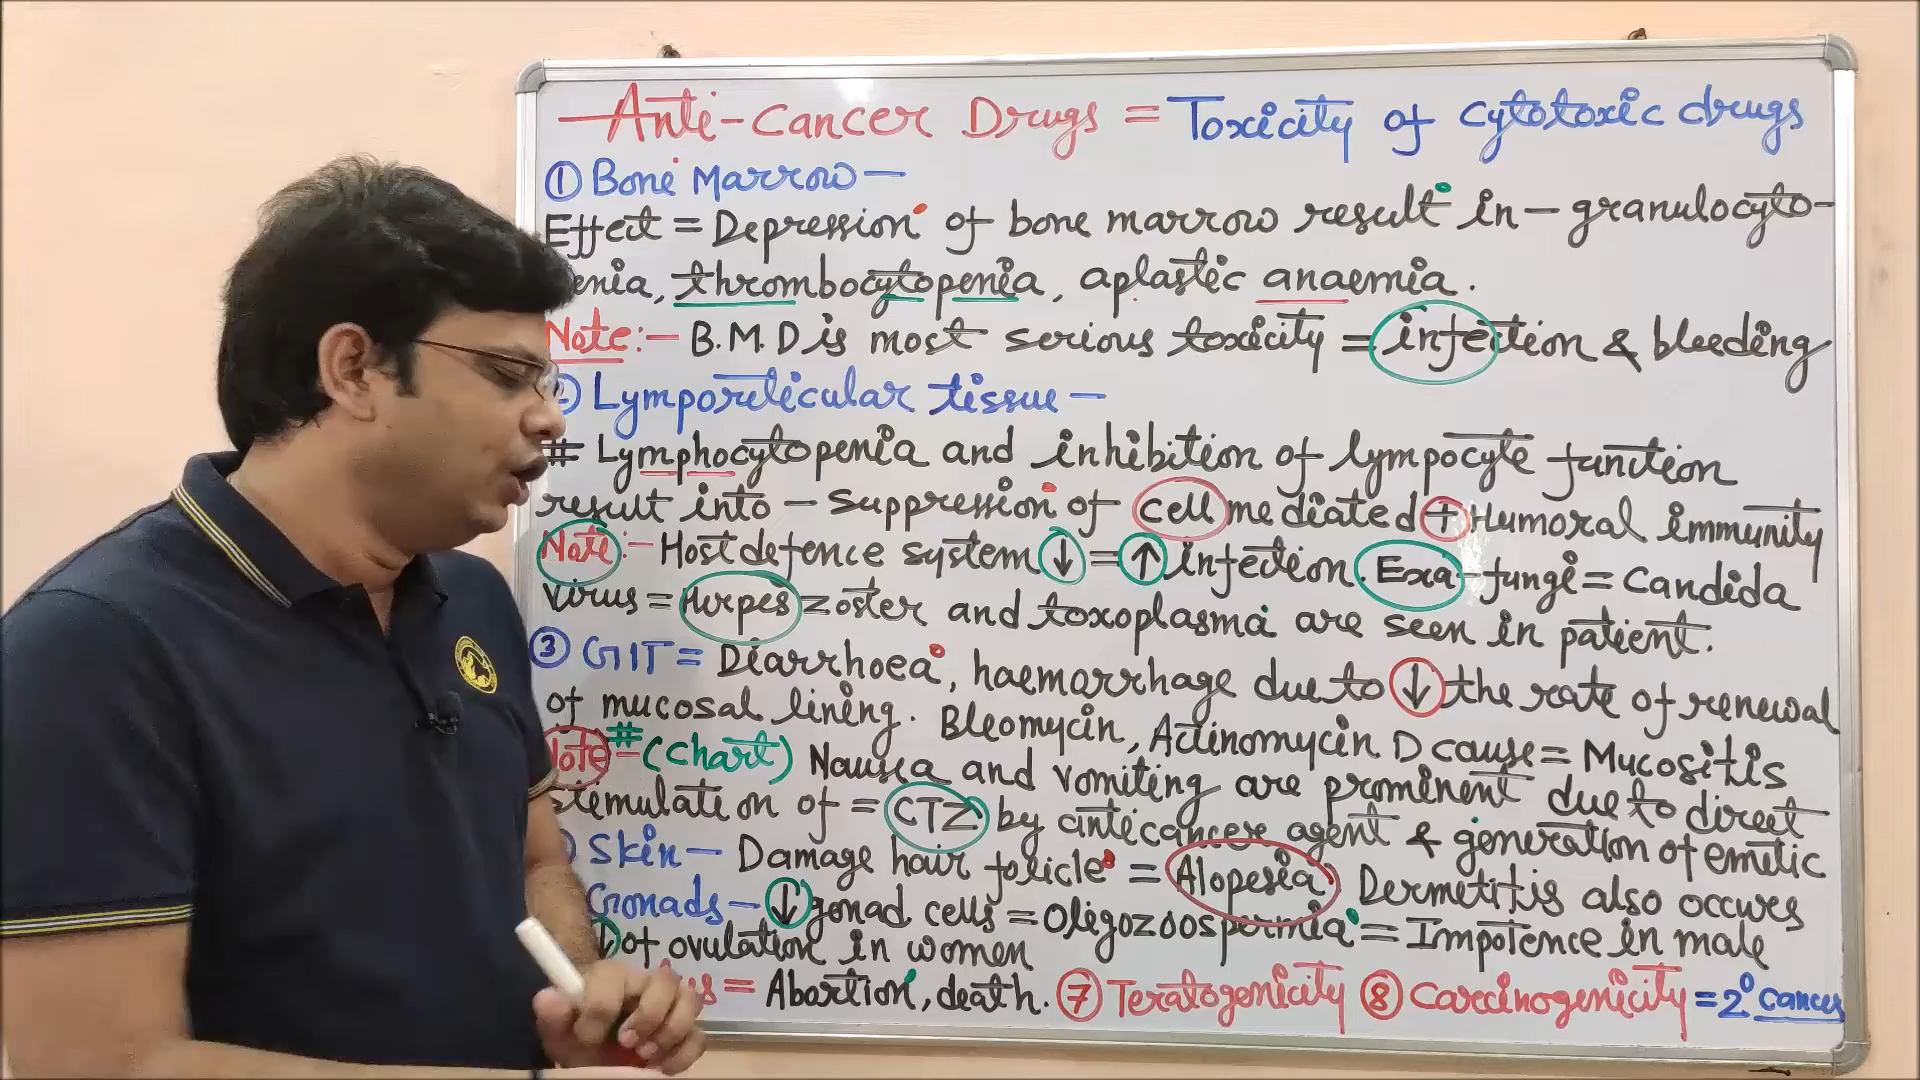 Anti-Cancer Drugs = Toxicity of cytotoxic drugs
① Bone Marrow —
Effect = Depression of bone marrow result in - granulocyto-
enia, thrombocytopenia, aplastic anaemia.
Note:- B.M.D is most serious toxicity = infection & bleeding
Lymporeticular tissue -
# Lymphocytopenia and inhibition of lympocyte function
result into - suppression of cell mediated + Humoral immunity
Note:- Host defence system ↓ = ↑ infection. Exa- fungi = Candida
virus = Herpes zoster and toxoplasma are seen in patient.
③ GIT = Diarrhoea, haemorrhage due to ↓ the rate of renewal
of mucosal lining. Bleomycin, Actinomycin D cause = Mucositis
Note - # (Chart) Nausea and vomiting are prominent due to direct
stimulation of = CTZ by anticancer agent & generation of emetic
Skin - Damage hair folicle = Alopesia. Dermetitis also occures
Gonads - ↓ gonad cells = Oligozoospermia = Impotence in male
of ovulation in women
us = Abortion, death. ⑦ Teratogenicity ⑧ Carcinogenicity = 2° cancer